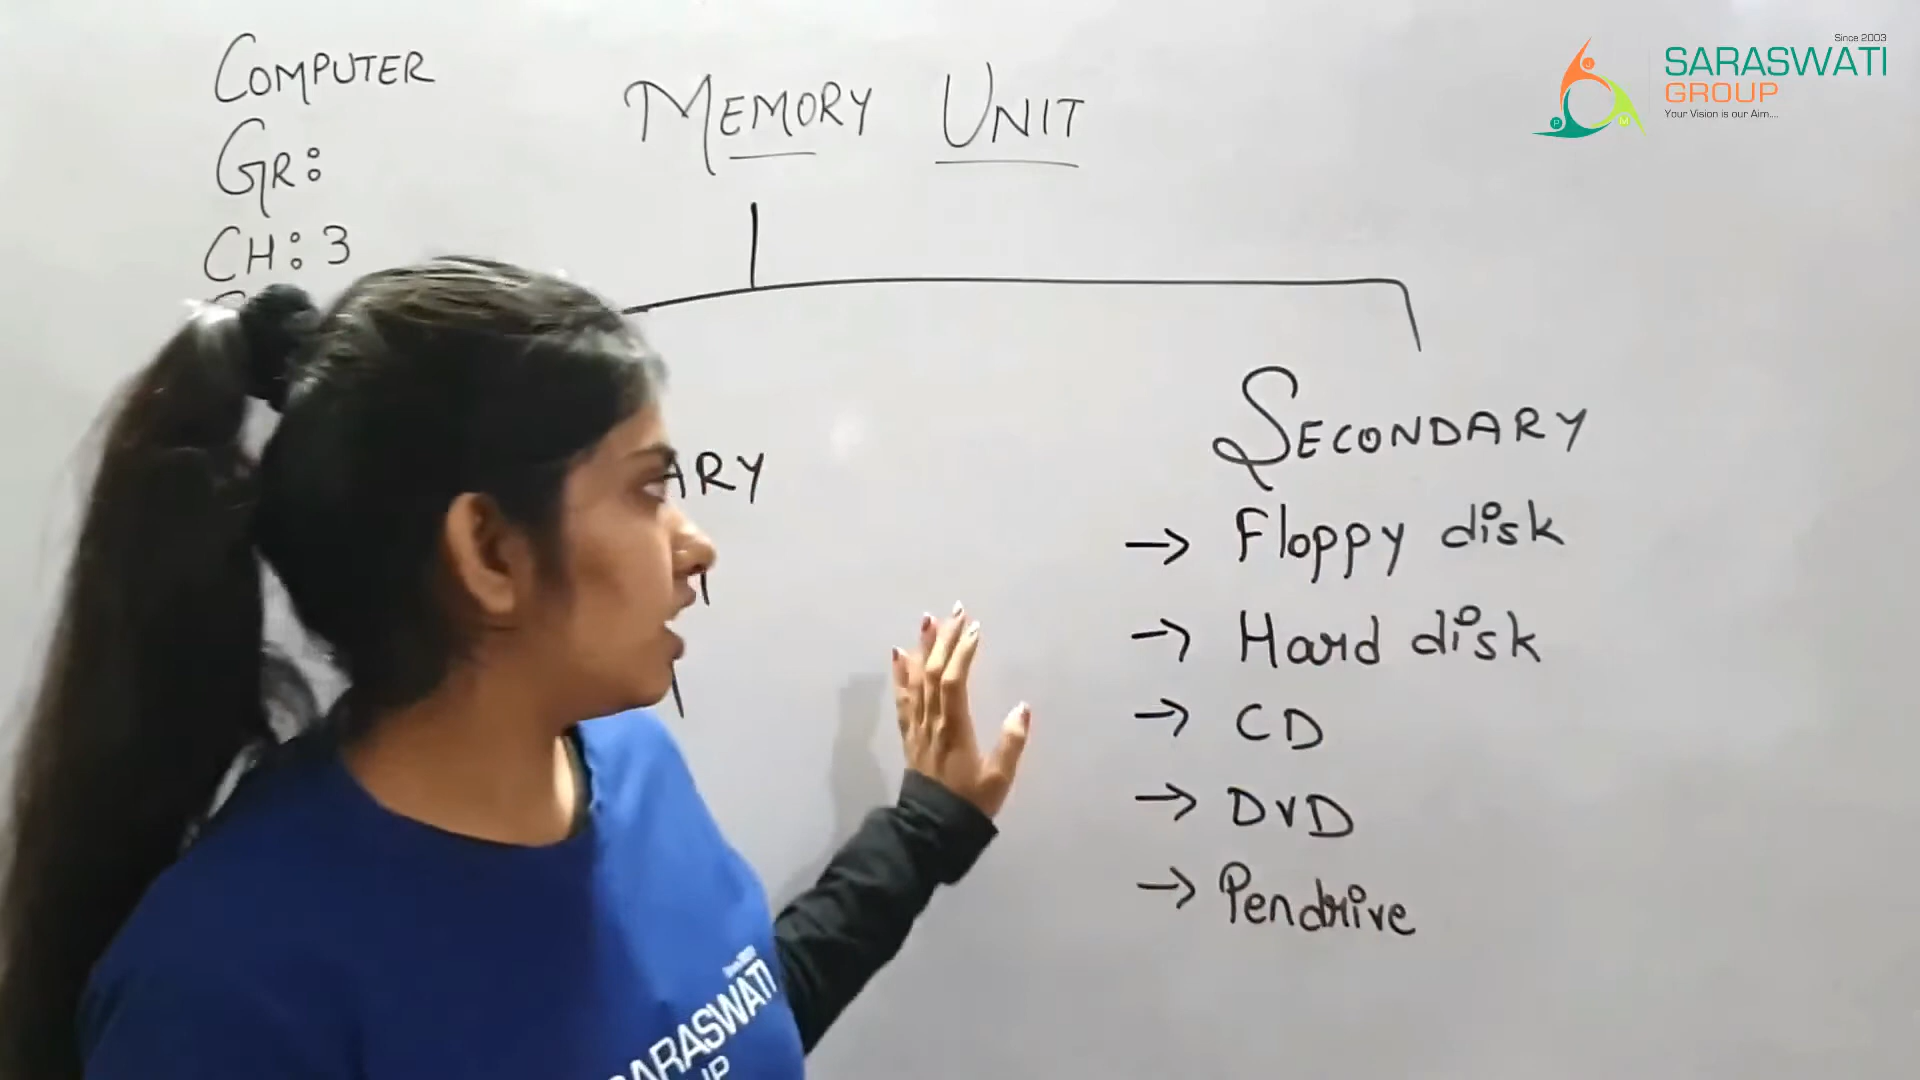 COMPUTER
GR:
CH: 3
MEMORY UNIT
ARY
SECONDARY
→ Floppy disk
→ Hard disk
→ CD
→ DVD
→ Pendrive
Since 2003
SARASWATI
GROUP
Your Vision is our Aim....
SARASWATI
UP